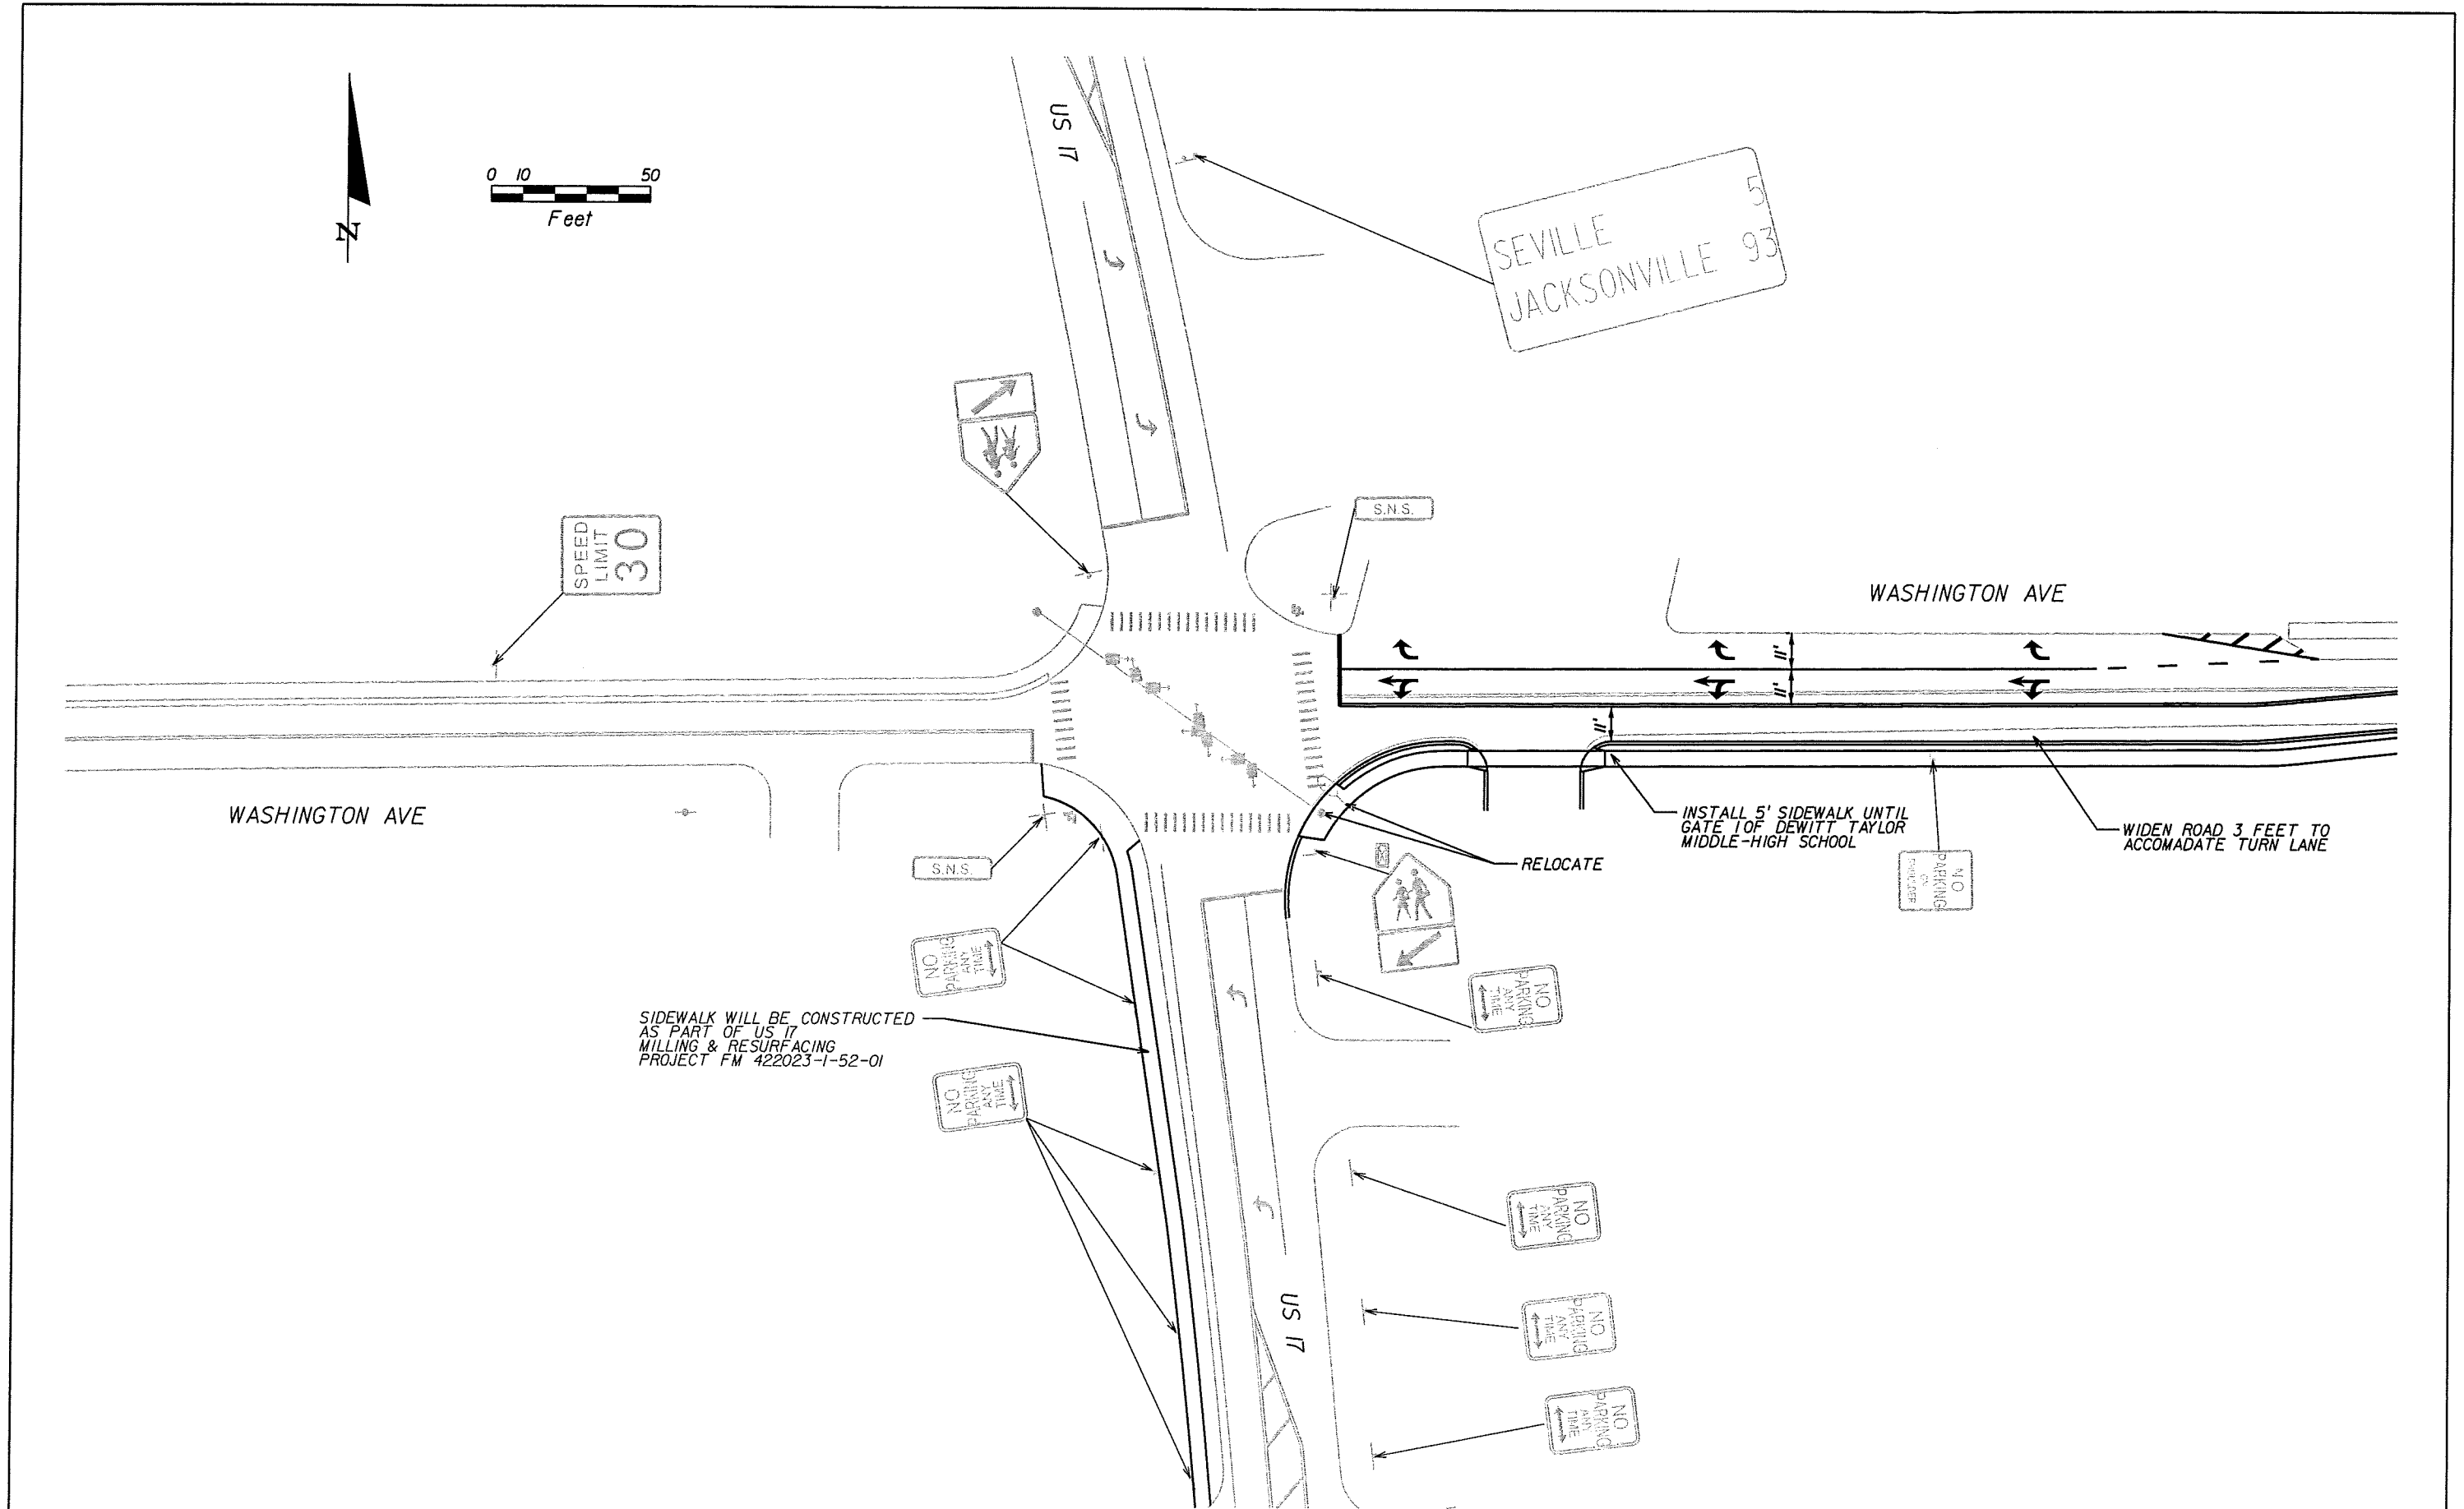 US 17
0 10 50
Feet
N
SEVILLE 5
JACKSONVILLE 93
SPEED
LIMIT
30
S.N.S.
WASHINGTON AVE
11'
11'
11'
WASHINGTON AVE
INSTALL 5' SIDEWALK UNTIL
GATE 1 OF DEWITT TAYLOR
MIDDLE-HIGH SCHOOL
WIDEN ROAD 3 FEET TO
ACCOMADATE TURN LANE
RELOCATE
S.N.S.
NO
PARKING
ON
SHOULDER
NO
PARKING
ANY
TIME
NO
PARKING
ANY
TIME
SIDEWALK WILL BE CONSTRUCTED
AS PART OF US 17
MILLING & RESURFACING
PROJECT FM 422023-1-52-01
NO
PARKING
ANY
TIME
NO
PARKING
ANY
TIME
US 17
NO
PARKING
ANY
TIME
NO
PARKING
ANY
TIME